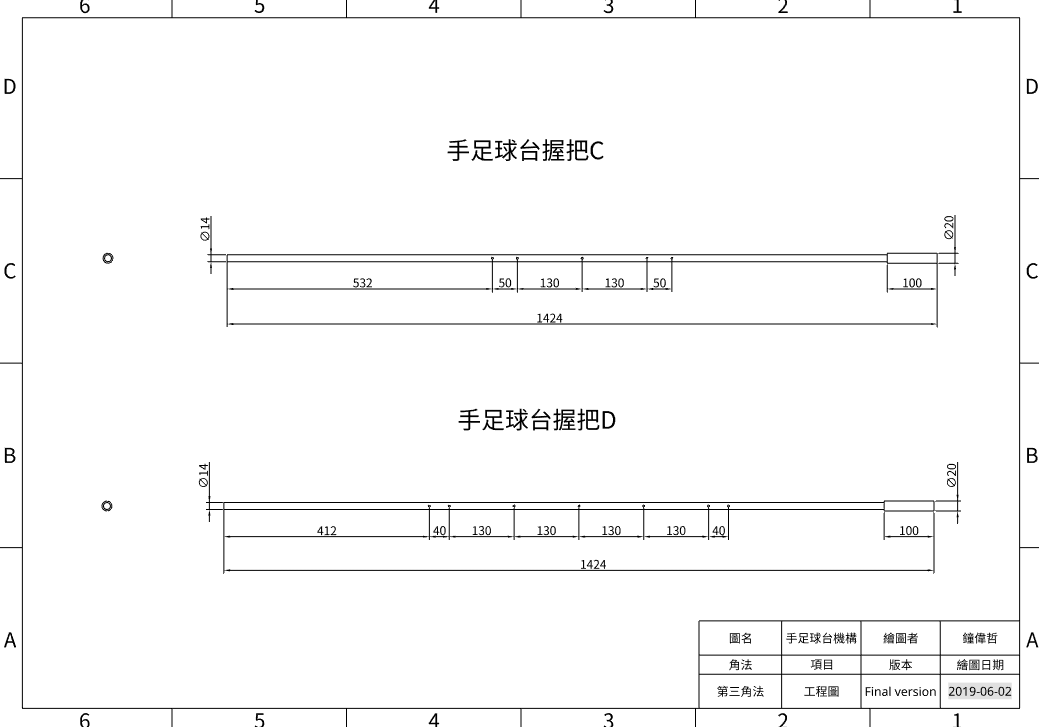 6 5 4 3 2 1
D D
手足球台握把C
∅14 ∅20
C C
532 50 130 130 50 100
1424
手足球台握把D
B B
∅14 ∅20
412 40 130 130 130 130 40 100
1424
A A
圖名 手足球台機構 繪圖者 鐘偉哲
角法 項目 版本 繪圖日期
第三角法 工程圖 Final version 2019-06-02
6 5 4 3 2 1